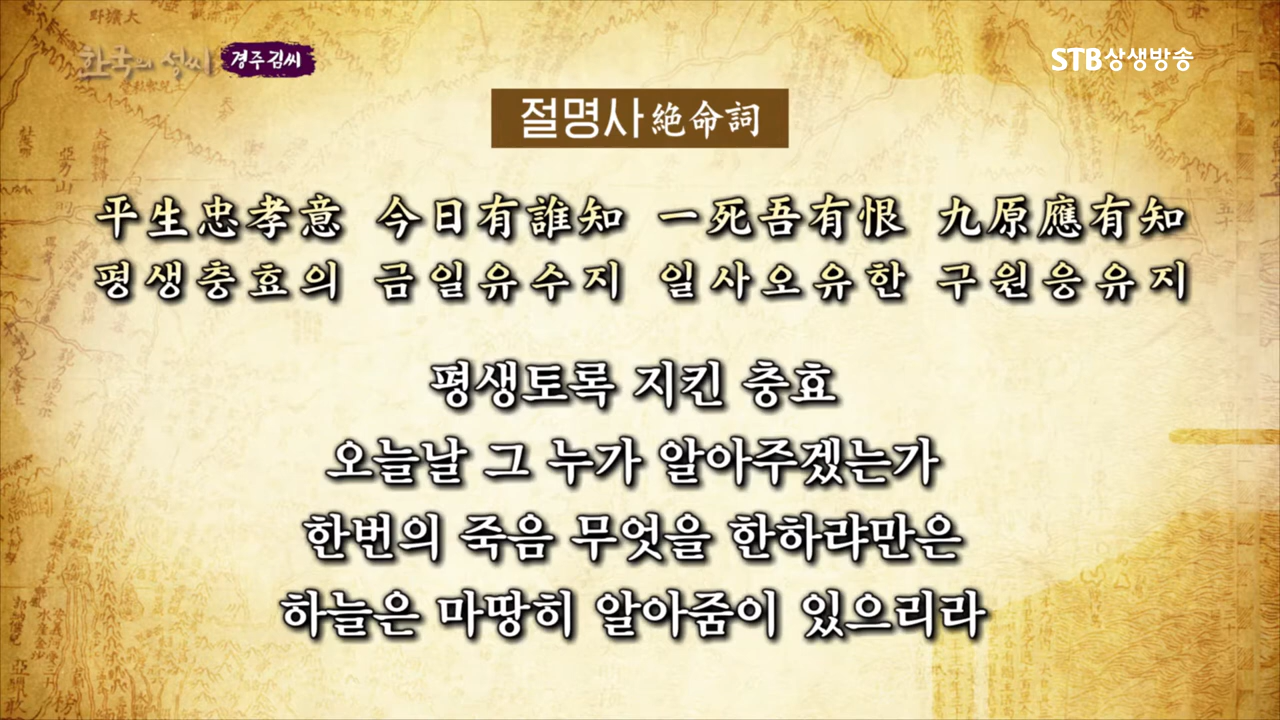 한국의 성씨 경주김씨
STB상생방송
절명사 絶命詞
平生忠孝意 今日有誰知 一死吾有恨 九原應有知
평생충효의 금일유수지 일사오유한 구원응유지
평생토록 지킨 충효
오늘날 그 누가 알아주겠는가
한번의 죽음 무엇을 한하랴만은
하늘은 마땅히 알아줌이 있으리라